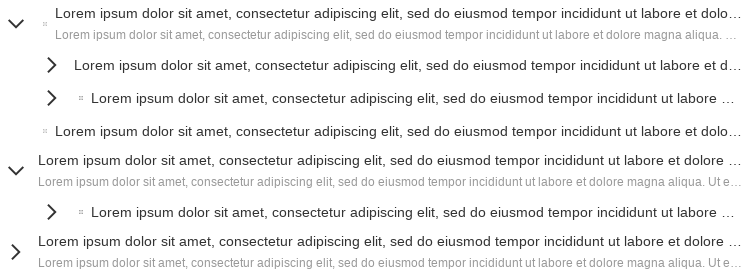 Lorem ipsum dolor sit amet, consectetur adipiscing elit, sed do eiusmod tempor incididunt ut labore et dolo…
Lorem ipsum dolor sit amet, consectetur adipiscing elit, sed do eiusmod tempor incididunt ut labore et dolore magna aliqua. …
Lorem ipsum dolor sit amet, consectetur adipiscing elit, sed do eiusmod tempor incididunt ut labore et d…
Lorem ipsum dolor sit amet, consectetur adipiscing elit, sed do eiusmod tempor incididunt ut labore …
Lorem ipsum dolor sit amet, consectetur adipiscing elit, sed do eiusmod tempor incididunt ut labore et dolo…
Lorem ipsum dolor sit amet, consectetur adipiscing elit, sed do eiusmod tempor incididunt ut labore et dolore …
Lorem ipsum dolor sit amet, consectetur adipiscing elit, sed do eiusmod tempor incididunt ut labore et dolore magna aliqua. Ut e…
Lorem ipsum dolor sit amet, consectetur adipiscing elit, sed do eiusmod tempor incididunt ut labore …
Lorem ipsum dolor sit amet, consectetur adipiscing elit, sed do eiusmod tempor incididunt ut labore et dolore …
Lorem ipsum dolor sit amet, consectetur adipiscing elit, sed do eiusmod tempor incididunt ut labore et dolore magna aliqua. Ut e…